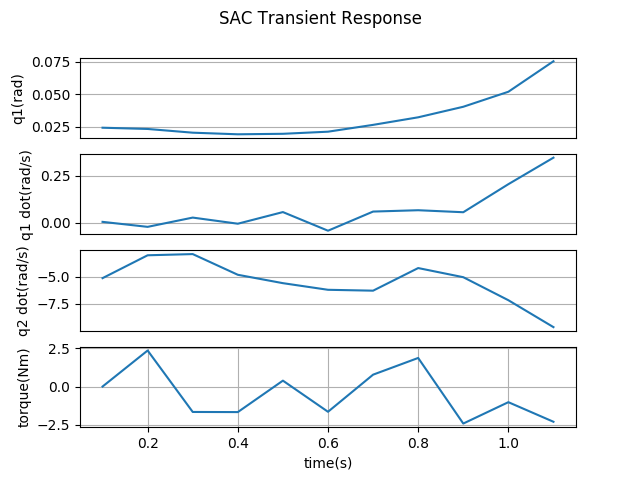 SAC Transient Response
0.075
0.050
0.025
q1(rad)
0.25
0.00
q1 dot(rad/s)
−5.0
−7.5
q2 dot(rad/s)
2.5
0.0
−2.5
torque(Nm)
0.2 0.4 0.6 0.8 1.0
time(s)